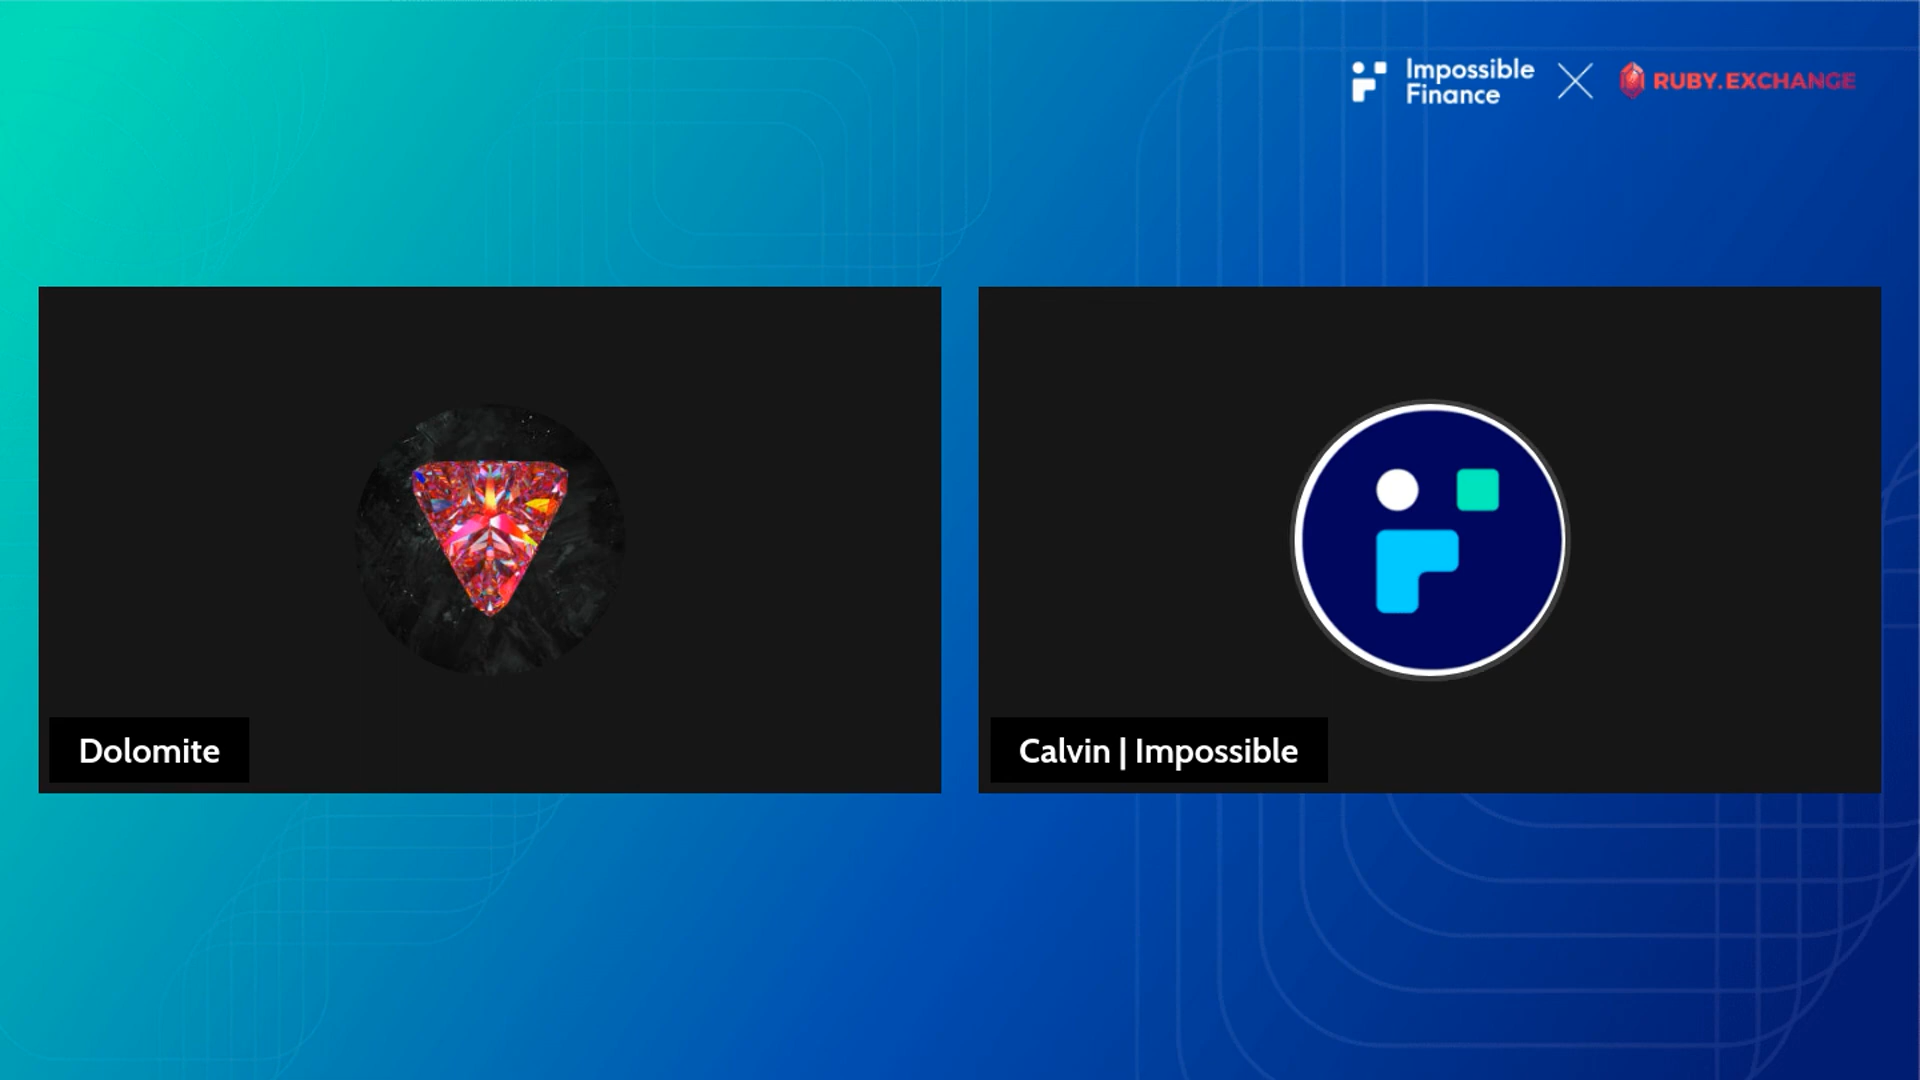 Impossible
Finance
RUBY.EXCHANGE
Dolomite
Calvin | Impossible